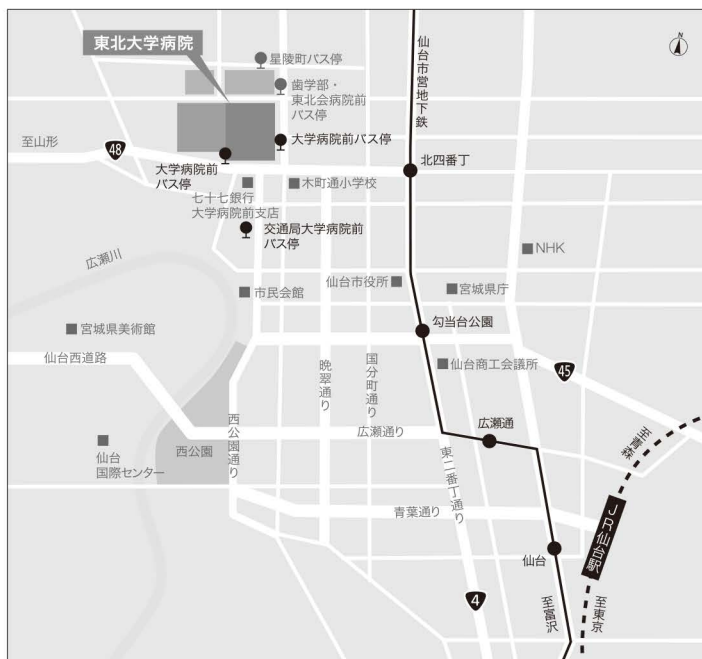 N
東北大学病院
星陵町バス停
仙台市営地下鉄
歯学部・
東北会病院前
バス停
大学病院前バス停
至山形
48
大学病院前
バス停
北四番丁
木町通小学校
七十七銀行
大学病院前支店
交通局大学病院前
バス停
NHK
広瀬川
仙台市役所
宮城県庁
市民会館
宮城県美術館
勾当台公園
仙台西道路
晩翠通り
国分町通り
仙台商工会議所
45
西公園通り
広瀬通り
広瀬通
至青森
仙台
国際センター
西公園
東二番丁通り
青葉通り
JR仙台駅
仙台
4
至富沢
至東京